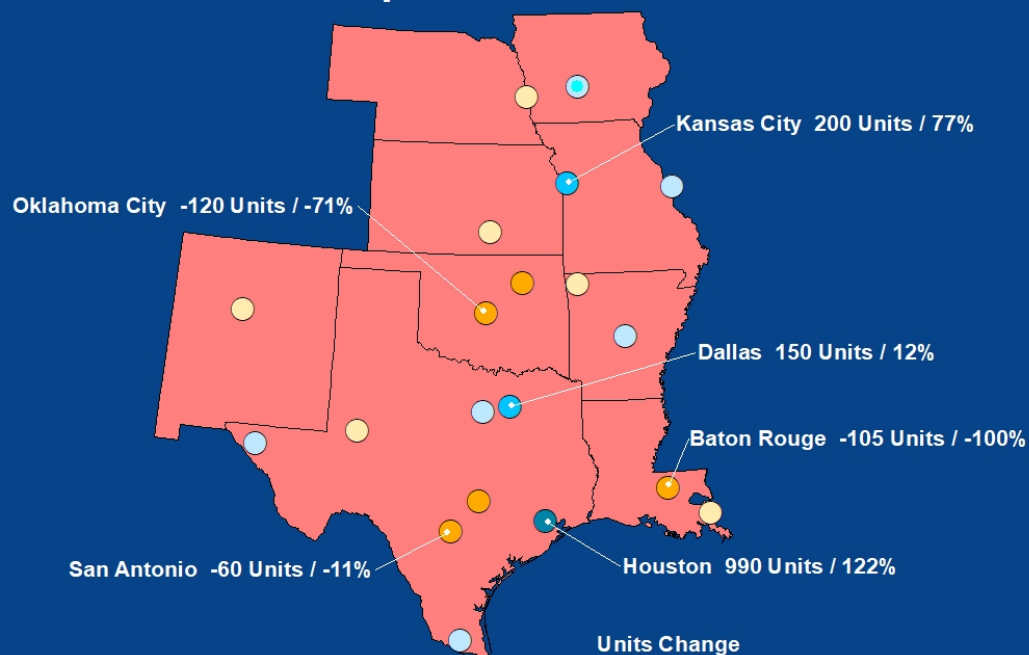 Kansas City 200 Units / 77%
Oklahoma City -120 Units / -71%
Dallas 150 Units / 12%
Baton Rouge -105 Units / -100%
San Antonio -60 Units / -11%
Houston 990 Units / 122%
Units Change